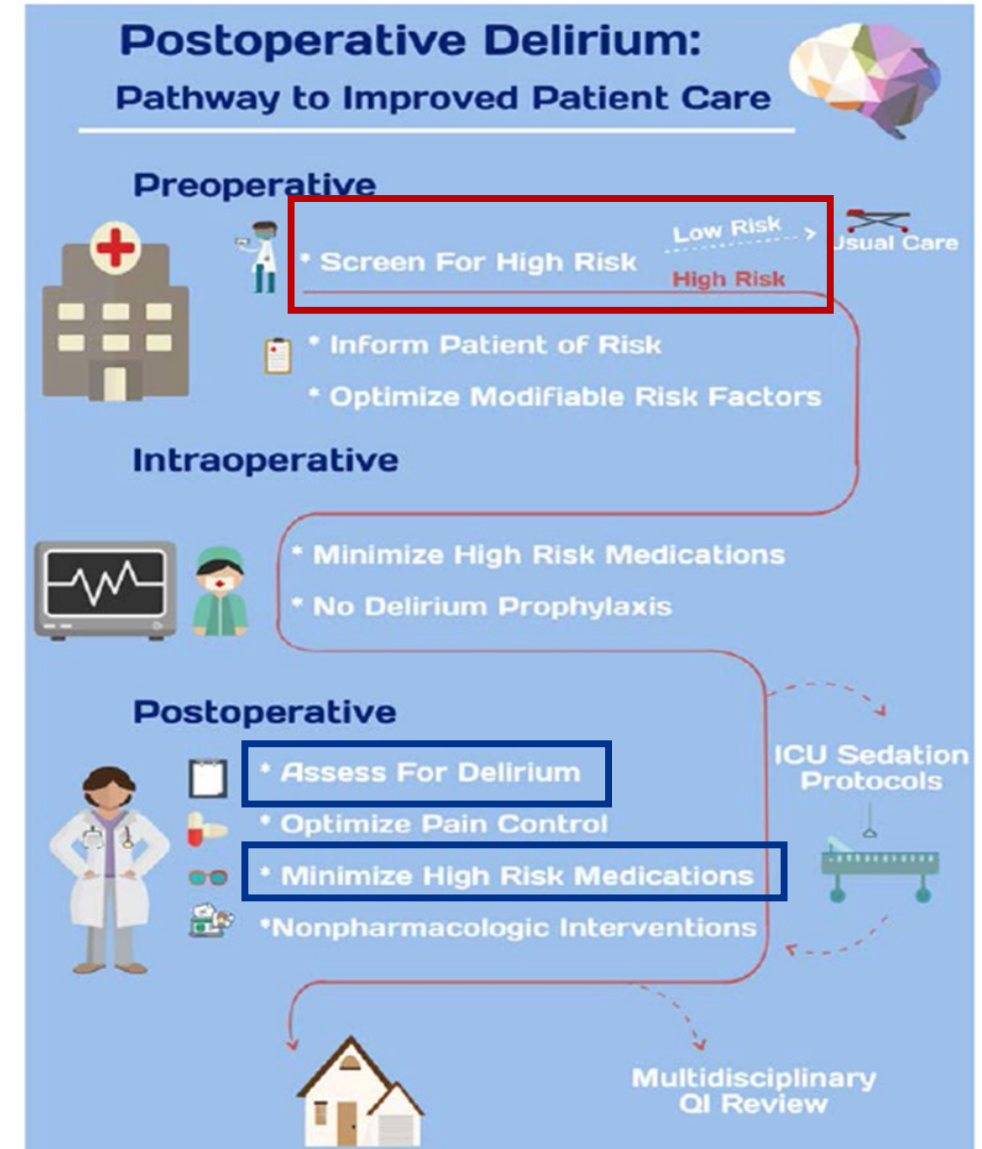 Postoperative Delirium:
Pathway to Improved Patient Care
Preoperative
* Screen For High Risk
Low Risk
High Risk
Usual Care
* Inform Patient of Risk
* Optimize Modifiable Risk Factors
Intraoperative
* Minimize High Risk Medications
* No Delirium Prophylaxis
Postoperative
* Assess For Delirium
* Optimize Pain Control
* Minimize High Risk Medications
*Nonpharmacologic Interventions
ICU Sedation
Protocols
Multidisciplinary
QI Review